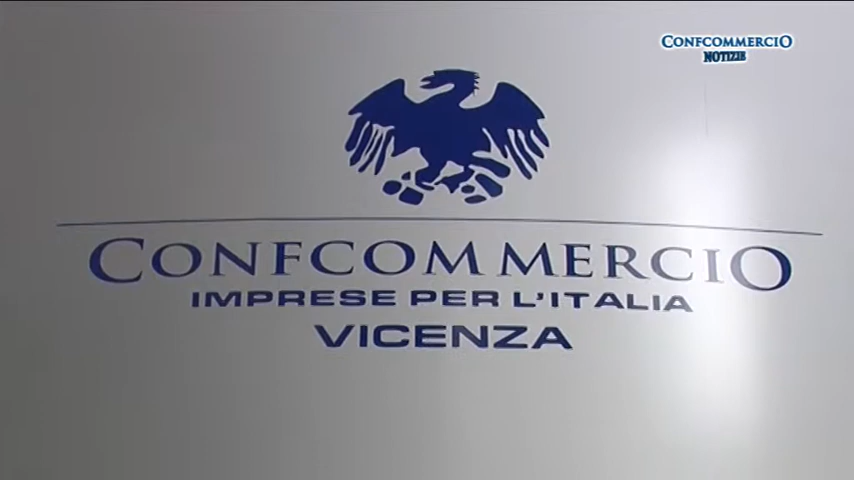 CONFCOMMERCIO
NOTIZIE
CONFCOMMERCIO
IMPRESE PER L'ITALIA
VICENZA